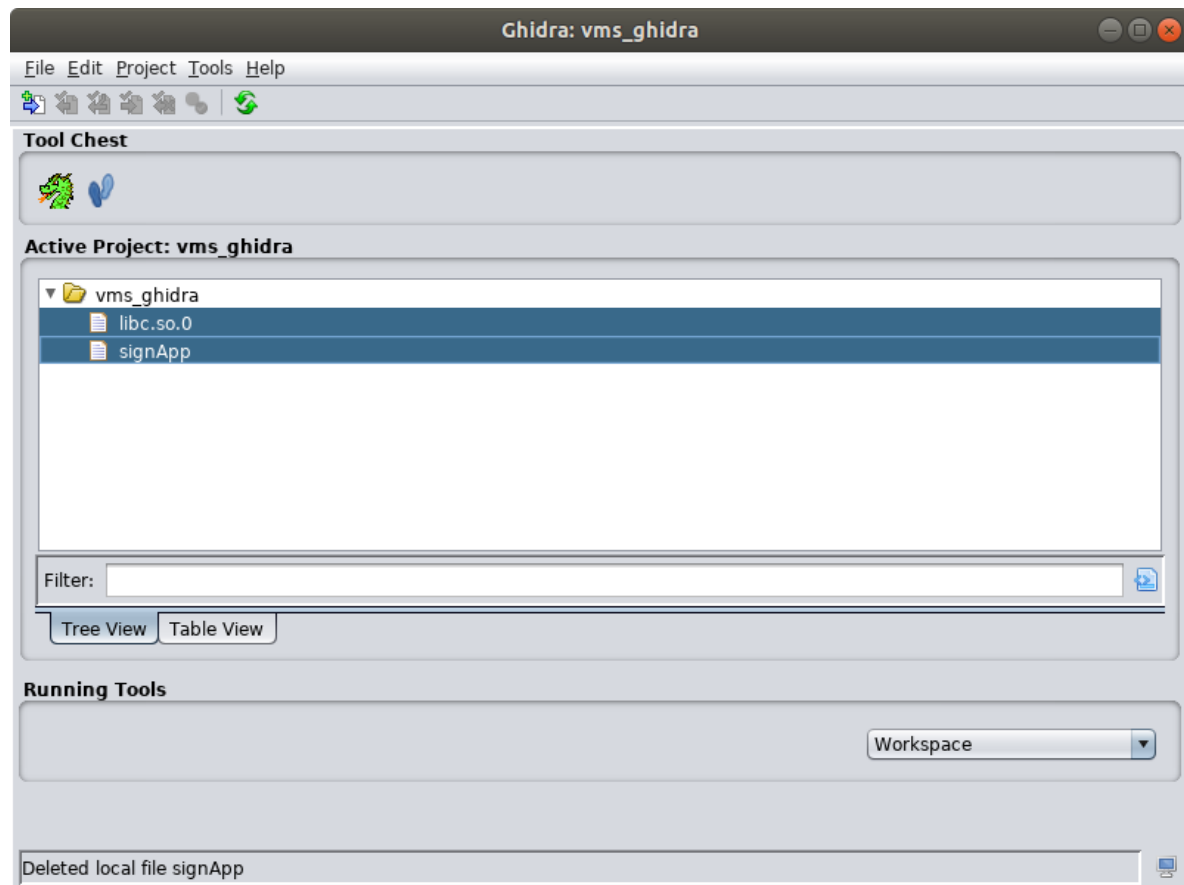 Ghidra: vms_ghidra
File Edit Project Tools Help
Tool Chest
Active Project: vms_ghidra
vms_ghidra
libc.so.0
signApp
Filter:
Tree View Table View
Running Tools
Workspace
Deleted local file signApp